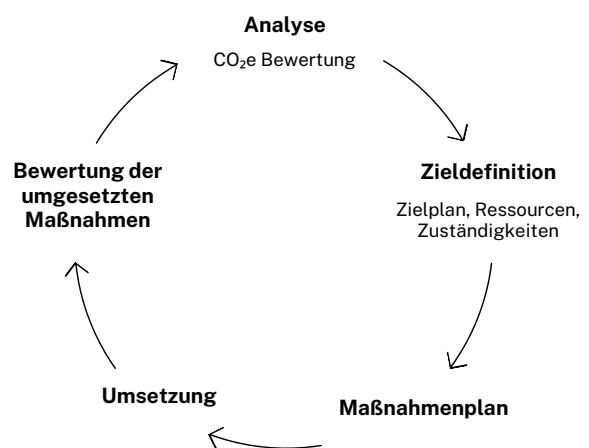 Analyse
CO₂e Bewertung
Zieldefinition
Zielplan, Ressourcen,
Zuständigkeiten
Maßnahmenplan
Umsetzung
Bewertung der
umgesetzten
Maßnahmen